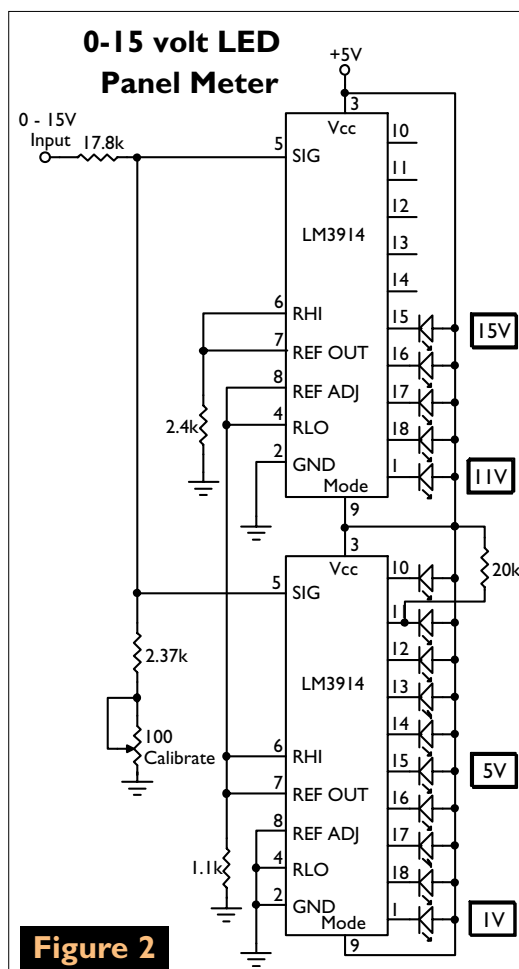 0-15 volt LED
Panel Meter
+5V
3
0 - 15V
Input
17.8k
5
SIG
Vcc
10
11
12
LM3914
13
14
6
RHI
15
15V
7
REF OUT
16
8
REF ADJ
17
4
RLO
18
2.4k
2
GND
1
11V
Mode
9
3
20k
Vcc
10
5
SIG
11
12
2.37k
LM3914
13
14
100
Calibrate
6
RHI
15
5V
7
REF OUT
16
8
REF ADJ
17
1.1k
4
RLO
18
2
GND
1
1V
Mode
9
Figure 2